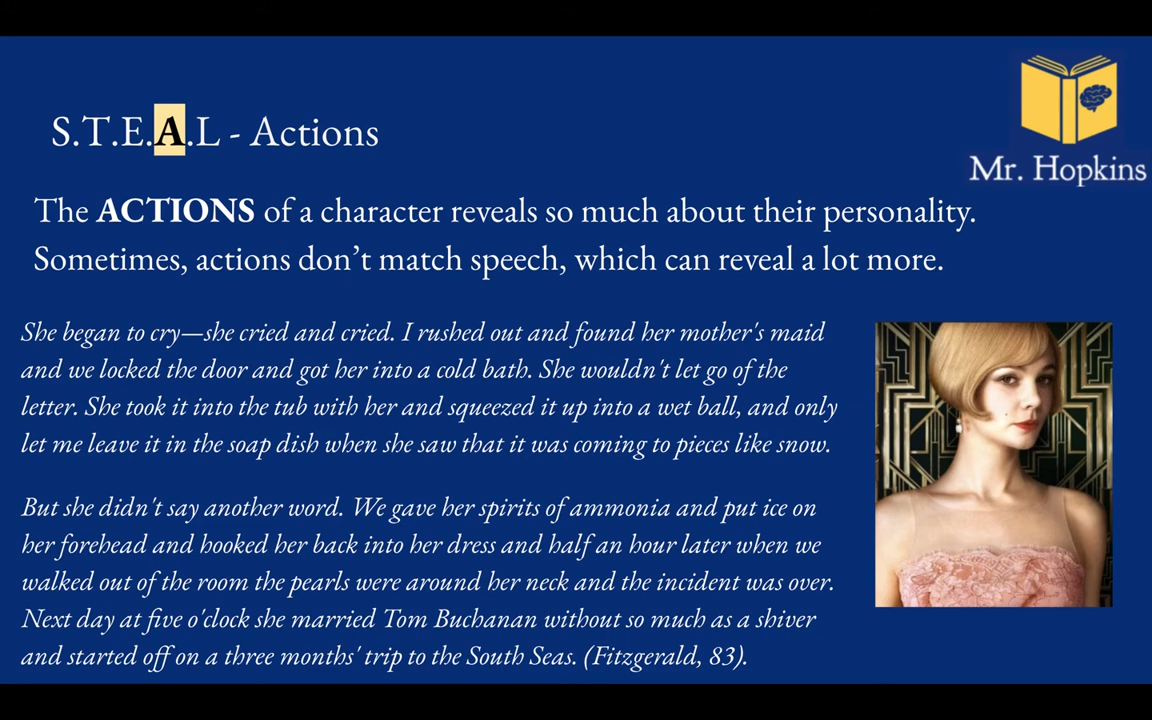 S.T.E.A.L - Actions
Mr. Hopkins
The ACTIONS of a character reveals so much about their personality.
Sometimes, actions don’t match speech, which can reveal a lot more.
She began to cry—she cried and cried. I rushed out and found her mother's maid
and we locked the door and got her into a cold bath. She wouldn't let go of the
letter. She took it into the tub with her and squeezed it up into a wet ball, and only
let me leave it in the soap dish when she saw that it was coming to pieces like snow.
But she didn't say another word. We gave her spirits of ammonia and put ice on
her forehead and hooked her back into her dress and half an hour later when we
walked out of the room the pearls were around her neck and the incident was over.
Next day at five o'clock she married Tom Buchanan without so much as a shiver
and started off on a three months' trip to the South Seas. (Fitzgerald, 83).